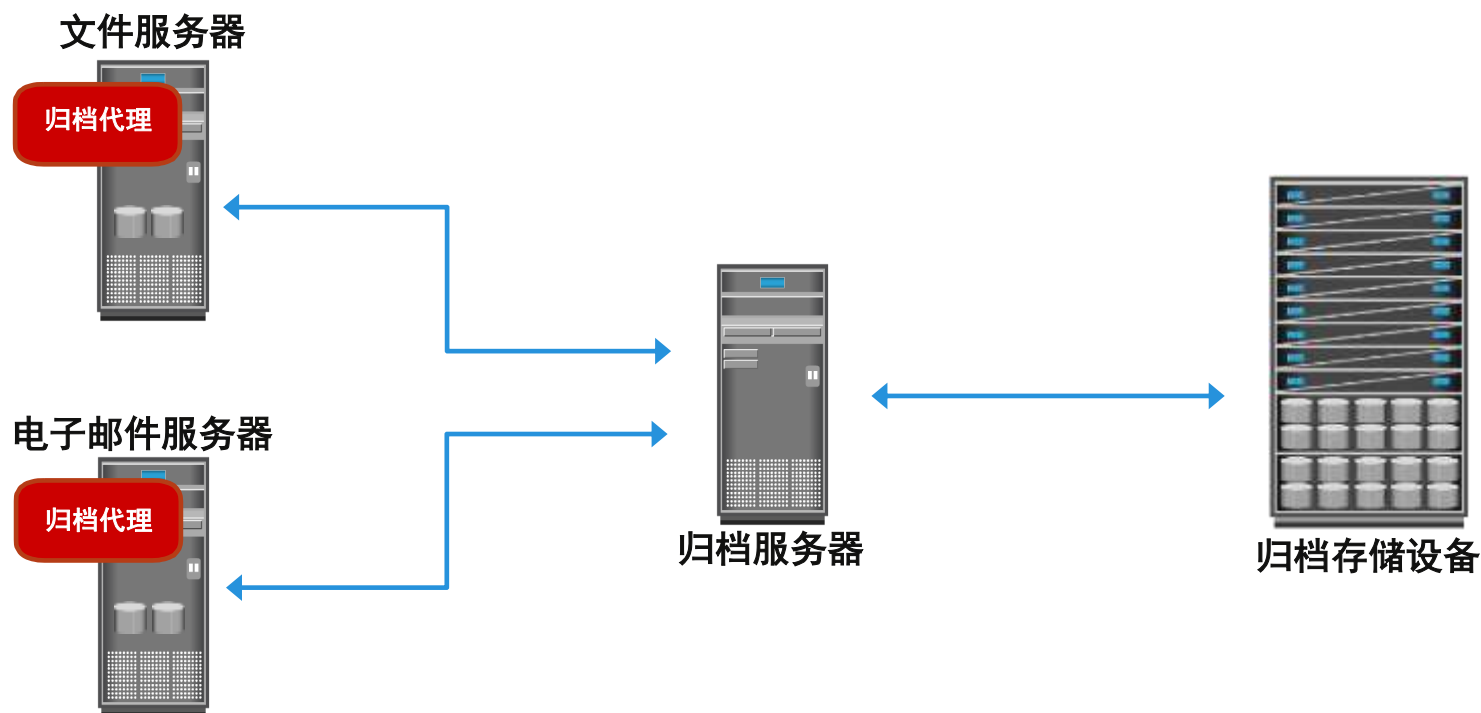 文件服务器
归档代理
电子邮件服务器
归档代理
归档服务器
归档存储设备